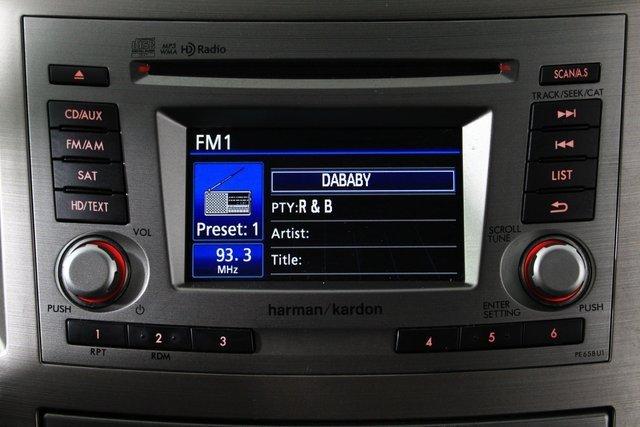 MP3
WMA
HD Radio
SCAN/A.S
TRACK/SEEK/CAT
CD/AUX
FM/AM
SAT
HD/TEXT
FM1
DABABY
PTY:R & B
Preset: 1
Artist:
93.3
MHz
Title:
LIST
VOL
SCROLL
TUNE
PUSH
harman/kardon
ENTER
SETTING
PUSH
1
2
3
4
5
6
RPT
RDM
PE658U1